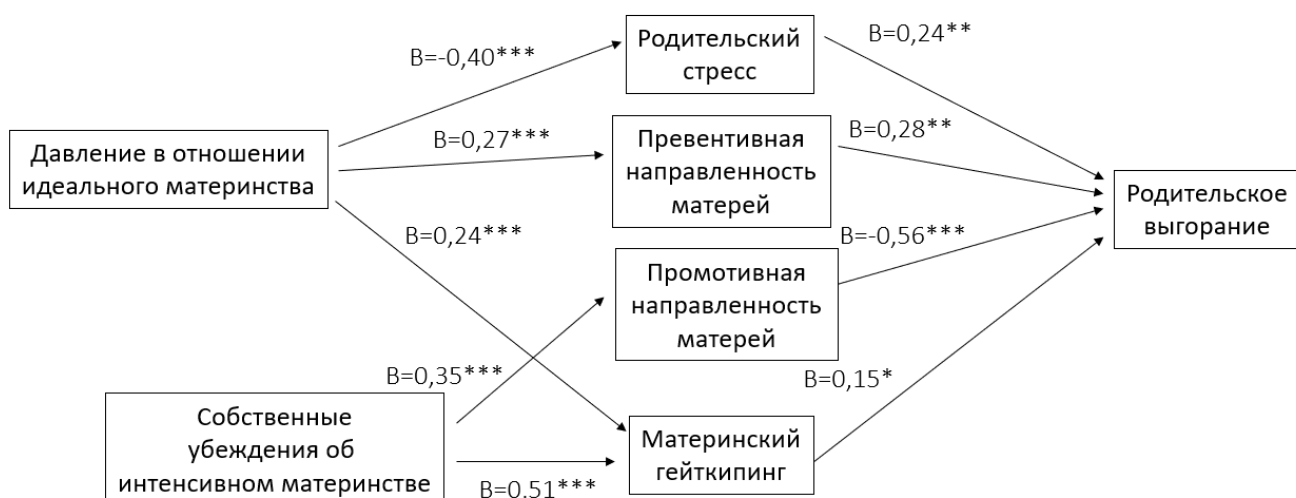 Родительский
стресс
B=0,24**
B=-0,40***
Давление в отношении
идеального материнства
B=0,27***
Превентивная
направленность
матерей
B=0,28**
Родительское
выгорание
B=0,24***
B=-0,56***
Промотивная
направленность
матерей
B=0,35***
B=0,15*
Собственные
убеждения об
интенсивном материнстве
Материнский
гейткипинг
B=0,51***